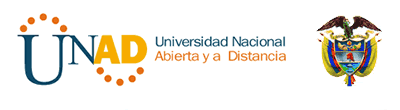 UNAD
Universidad Nacional
Abierta y a Distancia